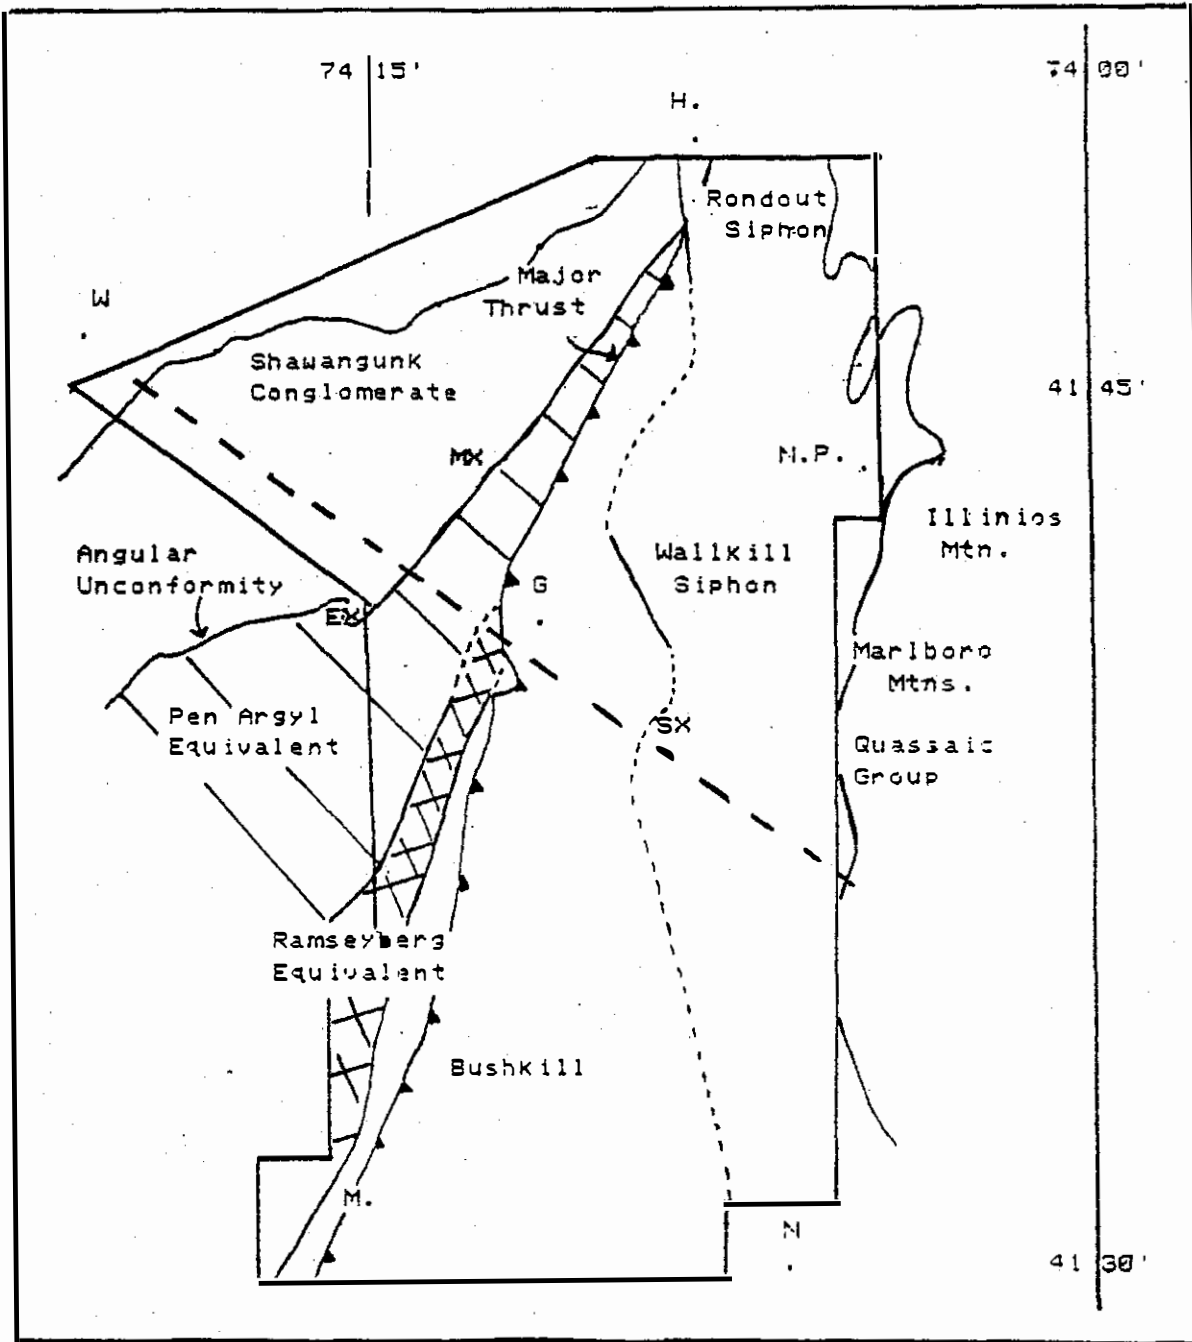 74 15'
74 00'
H.
Rondout
Siphon
Major
Thrust
W
Shawangunk
Conglomerate
41 45'
MX
N.P.
Illinios
Mtn.
Angular
Unconformity
Wallkill
Siphon
G
EX
Marlboro
Mtns.
Pen Argyl
Equivalent
SX
Quassaic
Group
Ramseyberg
Equivalent
Bushkill
M.
N
41 30'